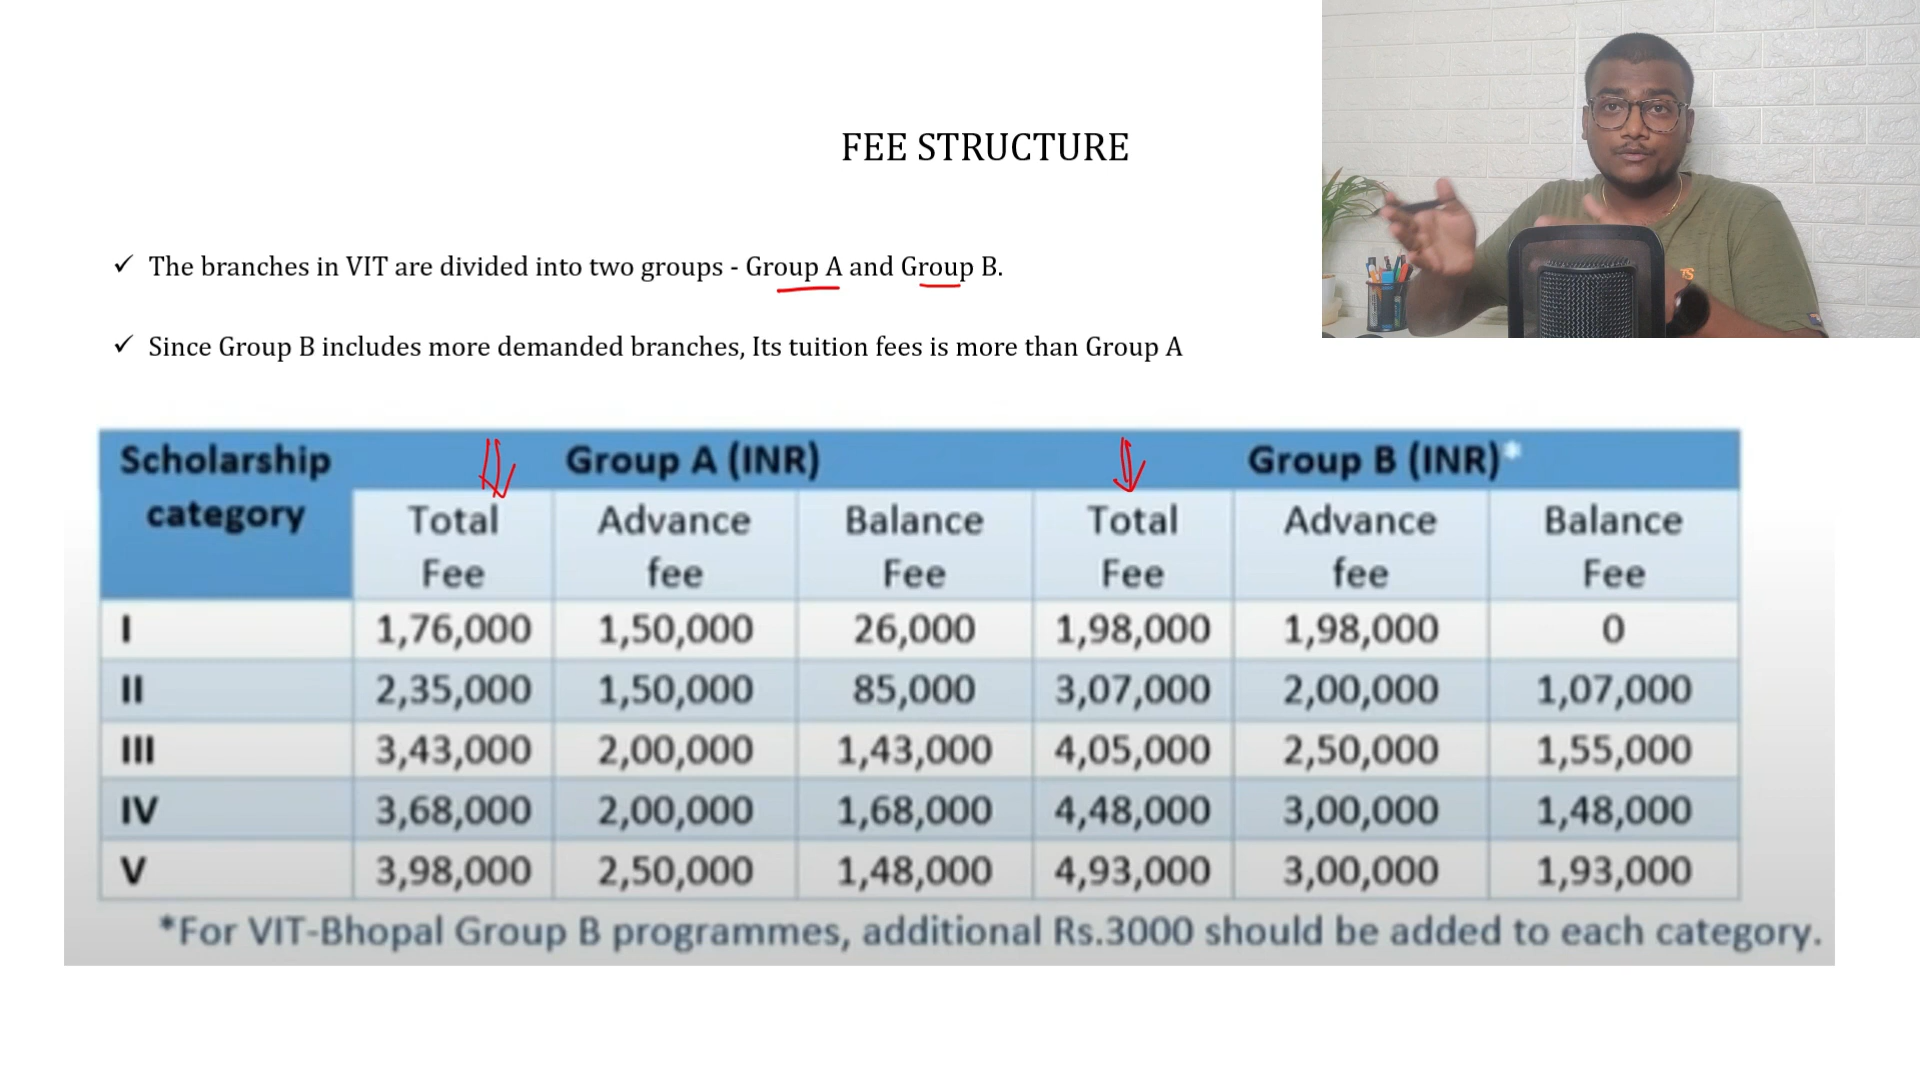 FEE STRUCTURE
✓ The branches in VIT are divided into two groups - Group A and Group B.
✓ Since Group B includes more demanded branches, Its tuition fees is more than Group A
Scholarship category Group A (INR) Group B (INR)*
Total Fee Advance fee Balance Fee Total Fee Advance fee Balance Fee
I 1,76,000 1,50,000 26,000 1,98,000 1,98,000 0
II 2,35,000 1,50,000 85,000 3,07,000 2,00,000 1,07,000
III 3,43,000 2,00,000 1,43,000 4,05,000 2,50,000 1,55,000
IV 3,68,000 2,00,000 1,68,000 4,48,000 3,00,000 1,48,000
V 3,98,000 2,50,000 1,48,000 4,93,000 3,00,000 1,93,000
*For VIT-Bhopal Group B programmes, additional Rs.3000 should be added to each category.